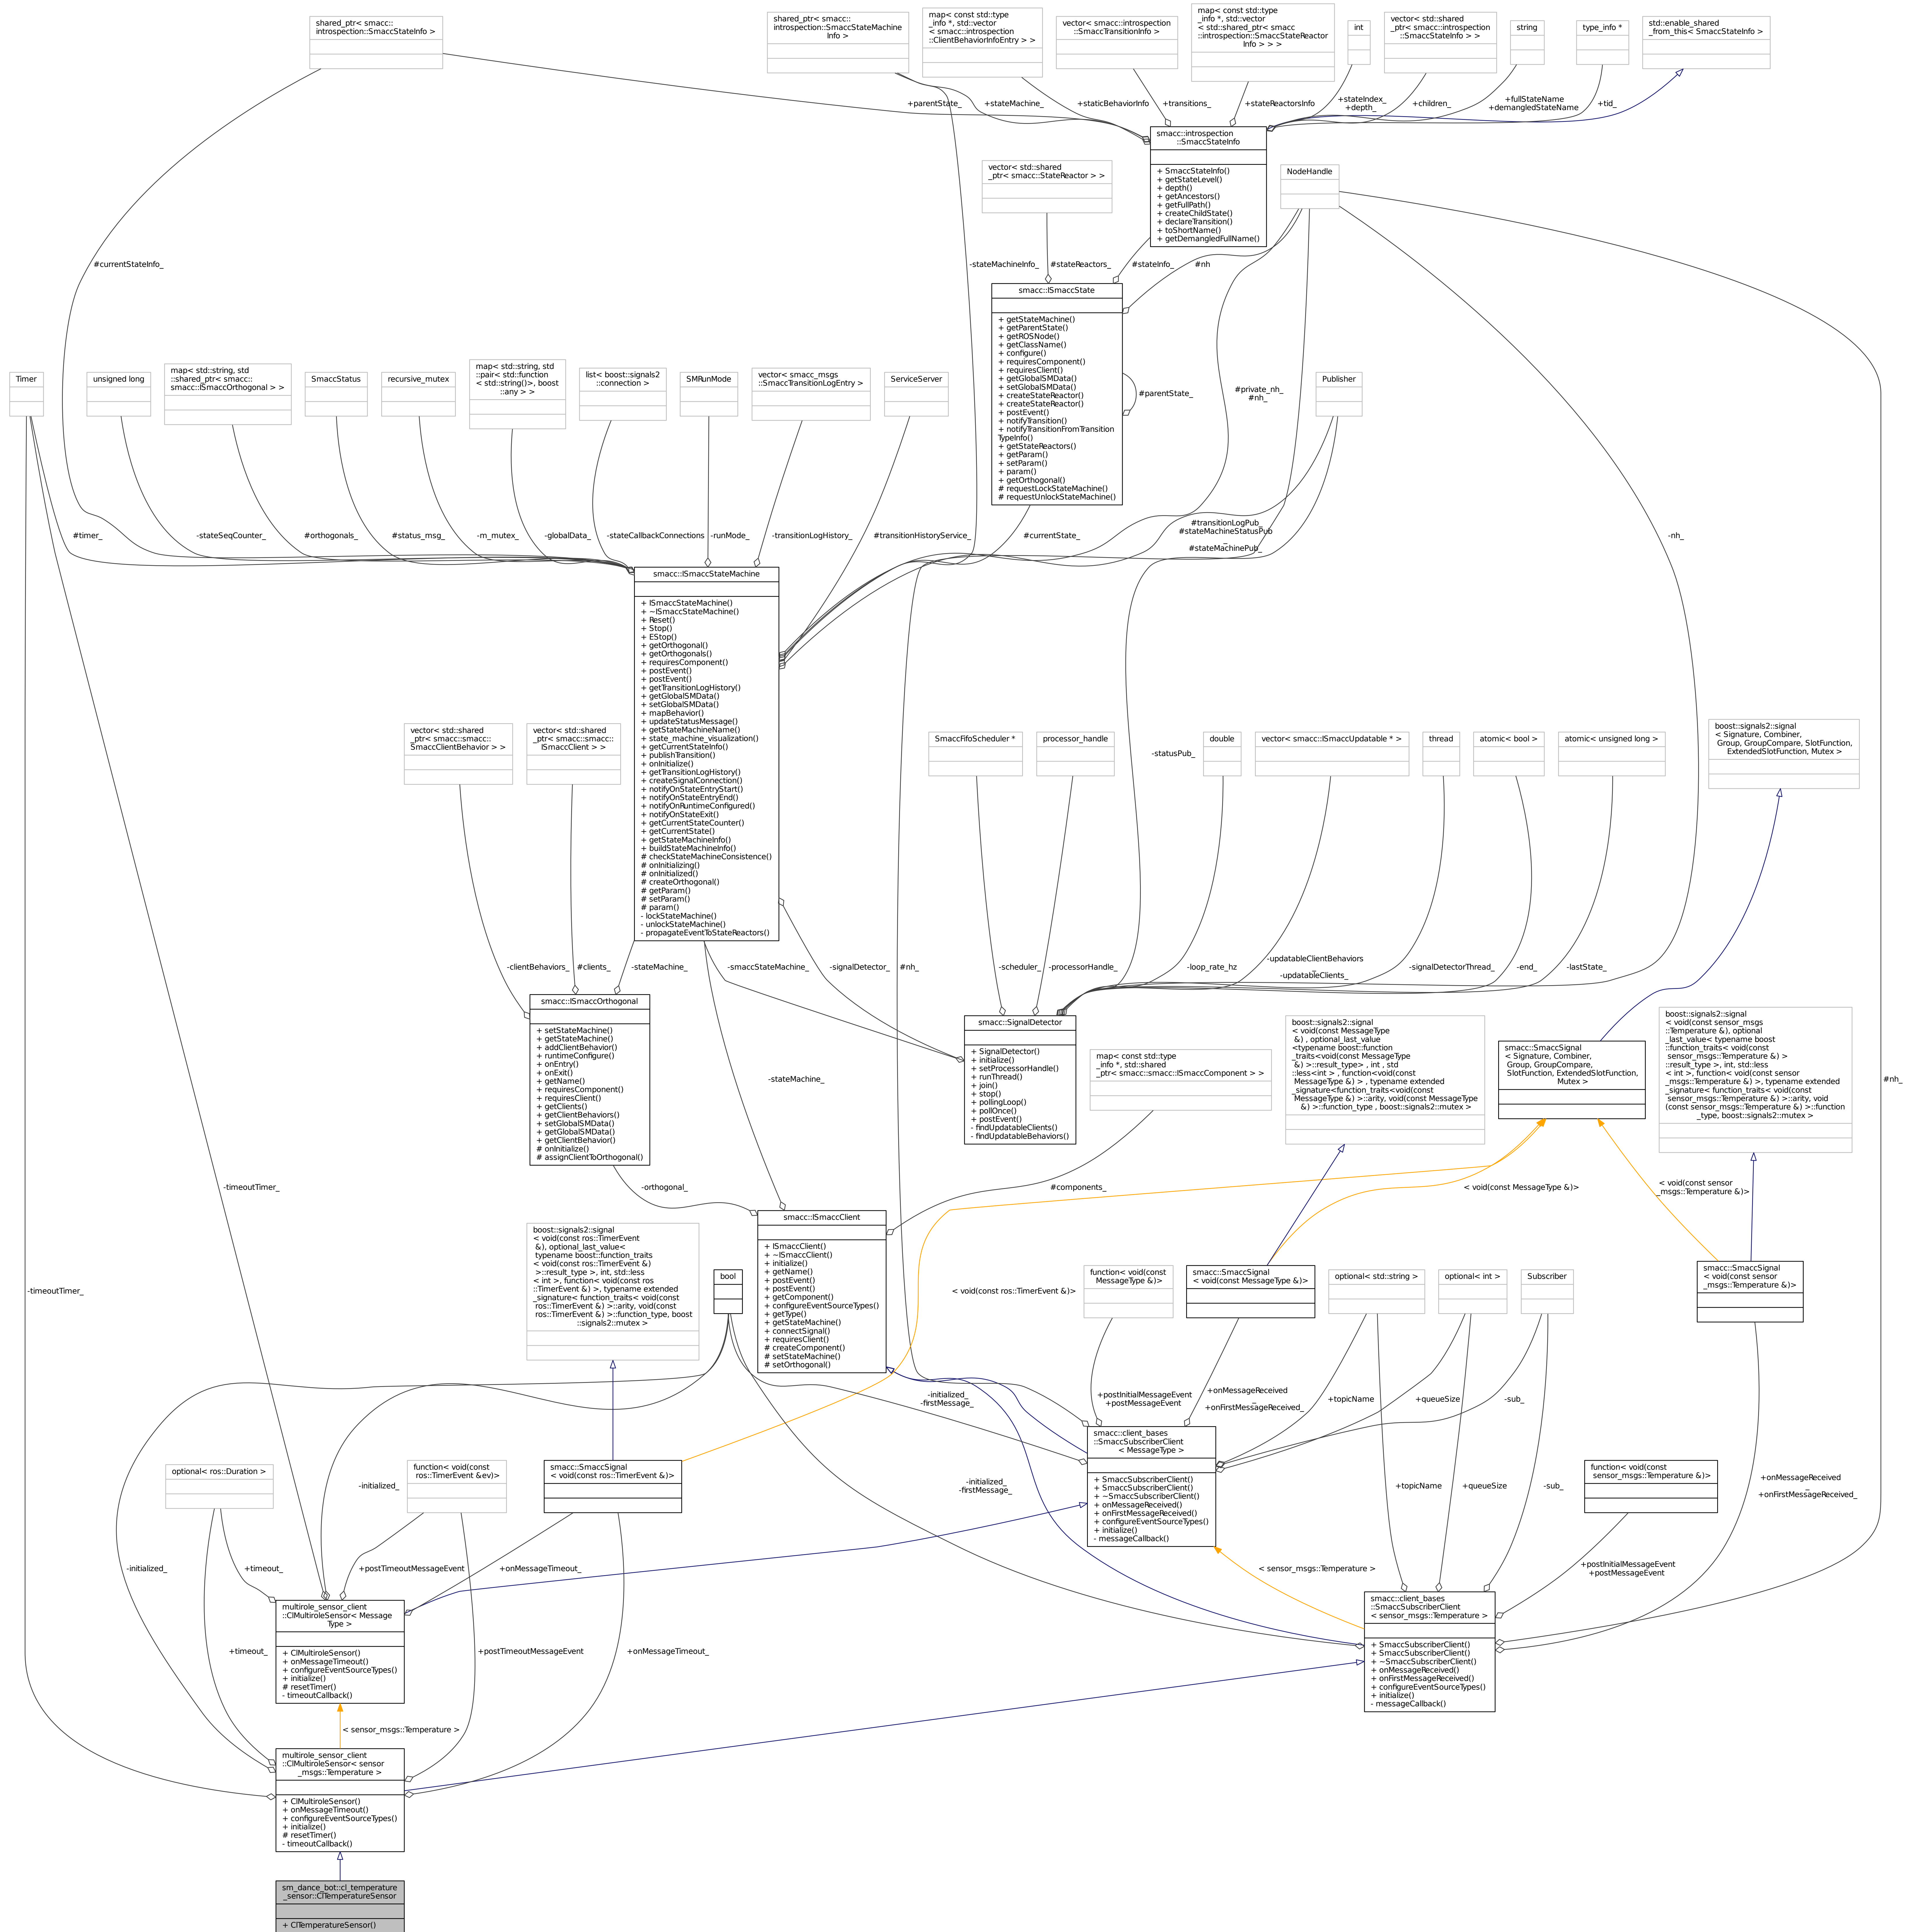 shared_ptr< smacc::
introspection::SmaccStateInfo >
shared_ptr< smacc::
introspection::SmaccStateMachine
Info >
map< const std::type
_info *, std::vector
< smacc::introspection
::ClientBehaviorInfoEntry > >
vector< smacc::introspection
::SmaccTransitionInfo >
map< const std::type
_info *, std::vector
< std::shared_ptr< smacc
::introspection::SmaccStateReactor
Info > > >
int
vector< std::shared
_ptr< smacc::introspection
::SmaccStateInfo > >
string
type_info *
std::enable_shared
_from_this< SmaccStateInfo >
+parentState_
+stateMachine_
+staticBehaviorInfo
+transitions_
+stateReactorsInfo
+stateIndex_
+depth_
+children_
+fullStateName
+demangledStateName
+tid_
smacc::introspection
::SmaccStateInfo
+ SmaccStateInfo()
+ getStateLevel()
+ depth()
+ getAncestors()
+ getFullPath()
+ createChildState()
+ declareTransition()
+ toShortName()
+ getDemangledFullName()
vector< std::shared
_ptr< smacc::StateReactor > >
NodeHandle
#currentStateInfo_
-stateMachineInfo_
#stateReactors_
#stateInfo_
#nh
smacc::ISmaccState
+ getStateMachine()
+ getParentState()
+ getROSNode()
+ getClassName()
+ configure()
+ requiresComponent()
+ requiresClient()
+ getGlobalSMData()
+ setGlobalSMData()
+ createStateReactor()
+ createStateReactor()
+ postEvent()
+ notifyTransition()
+ notifyTransitionFromTransition
TypeInfo()
+ getStateReactors()
+ getParam()
+ setParam()
+ param()
+ getOrthogonal()
# requestLockStateMachine()
# requestUnlockStateMachine()
#parentState_
#private_nh_
#nh_
Publisher
Timer
unsigned long
map< std::string, std
::shared_ptr< smacc::
smacc::ISmaccOrthogonal > >
SmaccStatus
recursive_mutex
map< std::string, std
::pair< std::function
< std::string()>, boost
::any > >
list< boost::signals2
::connection >
SMRunMode
vector< smacc_msgs
::SmaccTransitionLogEntry >
ServiceServer
#timer_
-stateSeqCounter_
#orthogonals_
#status_msg_
-m_mutex_
-globalData_
-stateCallbackConnections
-runMode_
-transitionLogHistory_
#transitionHistoryService_
#currentState_
#transitionLogPub_
#stateMachineStatusPub
_
#stateMachinePub_
-nh_
smacc::ISmaccStateMachine
+ ISmaccStateMachine()
+ ~ISmaccStateMachine()
+ Reset()
+ Stop()
+ EStop()
+ getOrthogonal()
+ getOrthogonals()
+ requiresComponent()
+ postEvent()
+ postEvent()
+ getTransitionLogHistory()
+ getGlobalSMData()
+ setGlobalSMData()
+ mapBehavior()
+ updateStatusMessage()
+ getStateMachineName()
+ state_machine_visualization()
+ getCurrentStateInfo()
+ publishTransition()
+ onInitialize()
+ getTransitionLogHistory()
+ createSignalConnection()
+ notifyOnStateEntryStart()
+ notifyOnStateEntryEnd()
+ notifyOnRuntimeConfigured()
+ notifyOnStateExit()
+ getCurrentStateCounter()
+ getCurrentState()
+ getStateMachineInfo()
+ buildStateMachineInfo()
# checkStateMachineConsistence()
# onInitializing()
# onInitialized()
# createOrthogonal()
# getParam()
# setParam()
# param()
- lockStateMachine()
- unlockStateMachine()
- propagateEventToStateReactors()
vector< std::shared
_ptr< smacc::smacc::
SmaccClientBehavior > >
vector< std::shared
_ptr< smacc::smacc::
ISmaccClient > >
SmaccFifoScheduler *
processor_handle
-statusPub_
double
vector< smacc::ISmaccUpdatable * >
thread
atomic< bool >
atomic< unsigned long >
boost::signals2::signal
< Signature, Combiner,
Group, GroupCompare, SlotFunction,
ExtendedSlotFunction, Mutex >
-clientBehaviors_
#clients_
-stateMachine_
-smaccStateMachine_
-signalDetector_
#nh_
-scheduler_
-processorHandle_
-loop_rate_hz
-updatableClientBehaviors
_
-updatableClients_
-signalDetectorThread_
-end_
-lastState_
smacc::ISmaccOrthogonal
+ setStateMachine()
+ getStateMachine()
+ addClientBehavior()
+ runtimeConfigure()
+ onEntry()
+ onExit()
+ getName()
+ requiresComponent()
+ requiresClient()
+ getClients()
+ getClientBehaviors()
+ setGlobalSMData()
+ getGlobalSMData()
+ getClientBehavior()
# onInitialize()
# assignClientToOrthogonal()
smacc::SignalDetector
+ SignalDetector()
+ initialize()
+ setProcessorHandle()
+ runThread()
+ join()
+ stop()
+ pollingLoop()
+ pollOnce()
+ postEvent()
- findUpdatableClients()
- findUpdatableBehaviors()
map< const std::type
_info *, std::shared
_ptr< smacc::smacc::ISmaccComponent > >
boost::signals2::signal
< void(const MessageType
&) , optional_last_value
<typename boost::function
_traits<void(const MessageType
&) >::result_type> , int , std
::less<int > , function<void(const
MessageType &) > , typename extended
_signature<function_traits<void(const
MessageType &) >::arity, void(const MessageType
&) >::function_type , boost::signals2::mutex >
smacc::SmaccSignal
< Signature, Combiner,
Group, GroupCompare,
SlotFunction, ExtendedSlotFunction,
Mutex >
boost::signals2::signal
< void(const sensor_msgs
::Temperature &), optional
_last_value< typename boost
::function_traits< void(const
sensor_msgs::Temperature &) >
::result_type >, int, std::less
< int >, function< void(const sensor
_msgs::Temperature &) >, typename extended
_signature< function_traits< void(const
sensor_msgs::Temperature &) >::arity, void
(const sensor_msgs::Temperature &) >::function
_type, boost::signals2::mutex >
#nh_
-stateMachine_
-timeoutTimer_
-orthogonal_
#components_
< void(const MessageType &)>
< void(const sensor
_msgs::Temperature &)>
smacc::ISmaccClient
+ ISmaccClient()
+ ~ISmaccClient()
+ initialize()
+ getName()
+ postEvent()
+ postEvent()
+ getComponent()
+ configureEventSourceTypes()
+ getType()
+ getStateMachine()
+ connectSignal()
+ requiresClient()
# createComponent()
# setStateMachine()
# setOrthogonal()
boost::signals2::signal
< void(const ros::TimerEvent
&), optional_last_value<
typename boost::function_traits
< void(const ros::TimerEvent &)
>::result_type >, int, std::less
< int >, function< void(const ros
::TimerEvent &) >, typename extended
_signature< function_traits< void(const
ros::TimerEvent &) >::arity, void(const
ros::TimerEvent &) >::function_type, boost
::signals2::mutex >
bool
-timeoutTimer_
< void(const ros::TimerEvent &)>
function< void(const
MessageType &)>
smacc::SmaccSignal
< void(const MessageType &)>
optional< std::string >
optional< int >
Subscriber
smacc::SmaccSignal
< void(const sensor
_msgs::Temperature &)>
-initialized_
-firstMessage_
+postInitialMessageEvent
+postMessageEvent
+onMessageReceived
_
+onFirstMessageReceived_
+topicName
+queueSize
-sub_
smacc::client_bases
::SmaccSubscriberClient
< MessageType >
+ SmaccSubscriberClient()
+ SmaccSubscriberClient()
+ ~SmaccSubscriberClient()
+ onMessageReceived()
+ onFirstMessageReceived()
+ configureEventSourceTypes()
+ initialize()
- messageCallback()
optional< ros::Duration >
-initialized_
function< void(const
ros::TimerEvent &ev)>
smacc::SmaccSignal
< void(const ros::TimerEvent &)>
-initialized_
-firstMessage_
+topicName
+queueSize
-sub_
function< void(const
sensor_msgs::Temperature &)>
+onMessageReceived
_
+onFirstMessageReceived_
-initialized_
+timeout_
+postTimeoutMessageEvent
+onMessageTimeout_
< sensor_msgs::Temperature >
+postInitialMessageEvent
+postMessageEvent
multirole_sensor_client
::ClMultiroleSensor< Message
Type >
+ ClMultiroleSensor()
+ onMessageTimeout()
+ configureEventSourceTypes()
+ initialize()
# resetTimer()
- timeoutCallback()
smacc::client_bases
::SmaccSubscriberClient
< sensor_msgs::Temperature >
+ SmaccSubscriberClient()
+ SmaccSubscriberClient()
+ ~SmaccSubscriberClient()
+ onMessageReceived()
+ onFirstMessageReceived()
+ configureEventSourceTypes()
+ initialize()
- messageCallback()
+timeout_
+postTimeoutMessageEvent
+onMessageTimeout_
< sensor_msgs::Temperature >
multirole_sensor_client
::ClMultiroleSensor< sensor
_msgs::Temperature >
+ ClMultiroleSensor()
+ onMessageTimeout()
+ configureEventSourceTypes()
+ initialize()
# resetTimer()
- timeoutCallback()
sm_dance_bot::cl_temperature
_sensor::ClTemperatureSensor
+ ClTemperatureSensor()